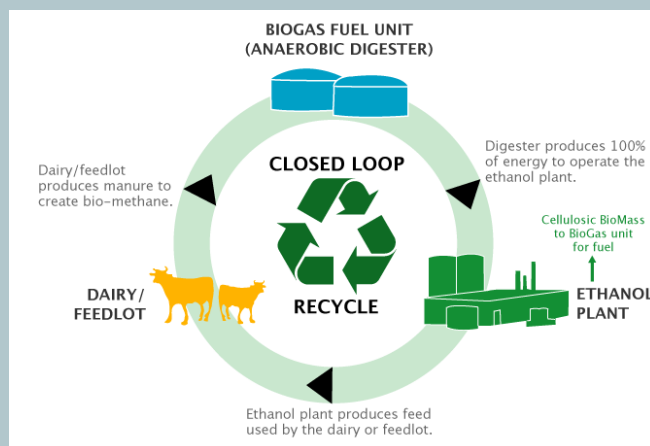 BIOGAS FUEL UNIT
(ANAEROBIC DIGESTER)
Dairy/feedlot
produces manure to
create bio-methane.
CLOSED LOOP
RECYCLE
Digester produces 100%
of energy to operate the
ethanol plant.
Cellulosic BioMass
to BioGas unit
for fuel
DAIRY/
FEEDLOT
ETHANOL
PLANT
Ethanol plant produces feed
used by the dairy or feedlot.